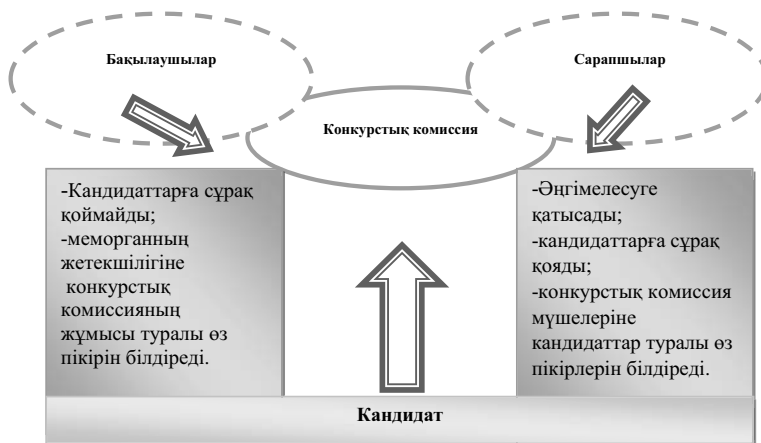 Бақылаушылар
Сарапшылар
Конкурстық комиссия
-Кандидаттарға сұрақ
қоймайды;
-меморганның
жетекшілігіне
конкурстық
комиссияның
жұмысы туралы өз
пікірін білдіреді.
-Әңгімелесуге
қатысады;
-кандидаттарға сұрақ
қояды;
-конкурстық комиссия
мүшелеріне
кандидаттар туралы өз
пікірлерін білдіреді.
Кандидат